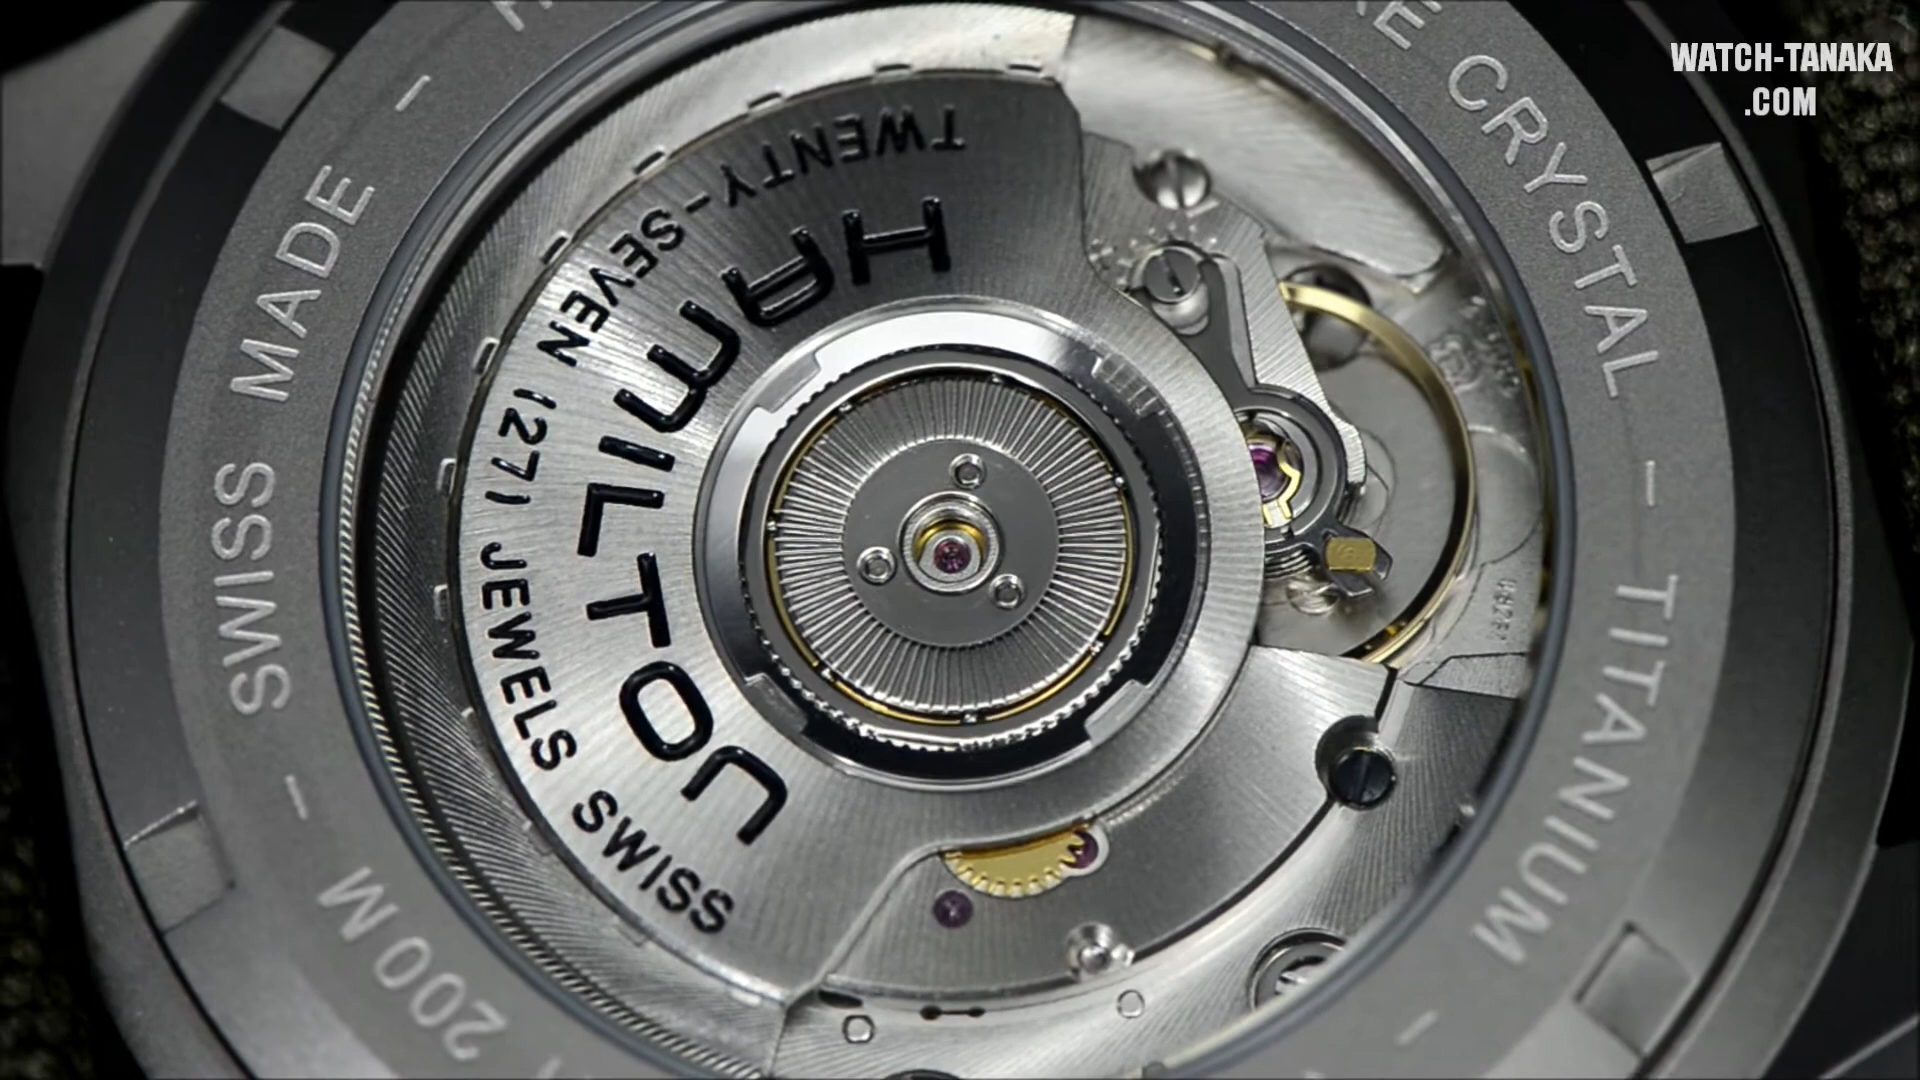 WATCH-TANAKA
.COM
TWENTY-SEVEN (27) JEWELS SWISS
HAMILTON
SWISS MADE -
CRYSTAL - TITANIUM -
200 M -